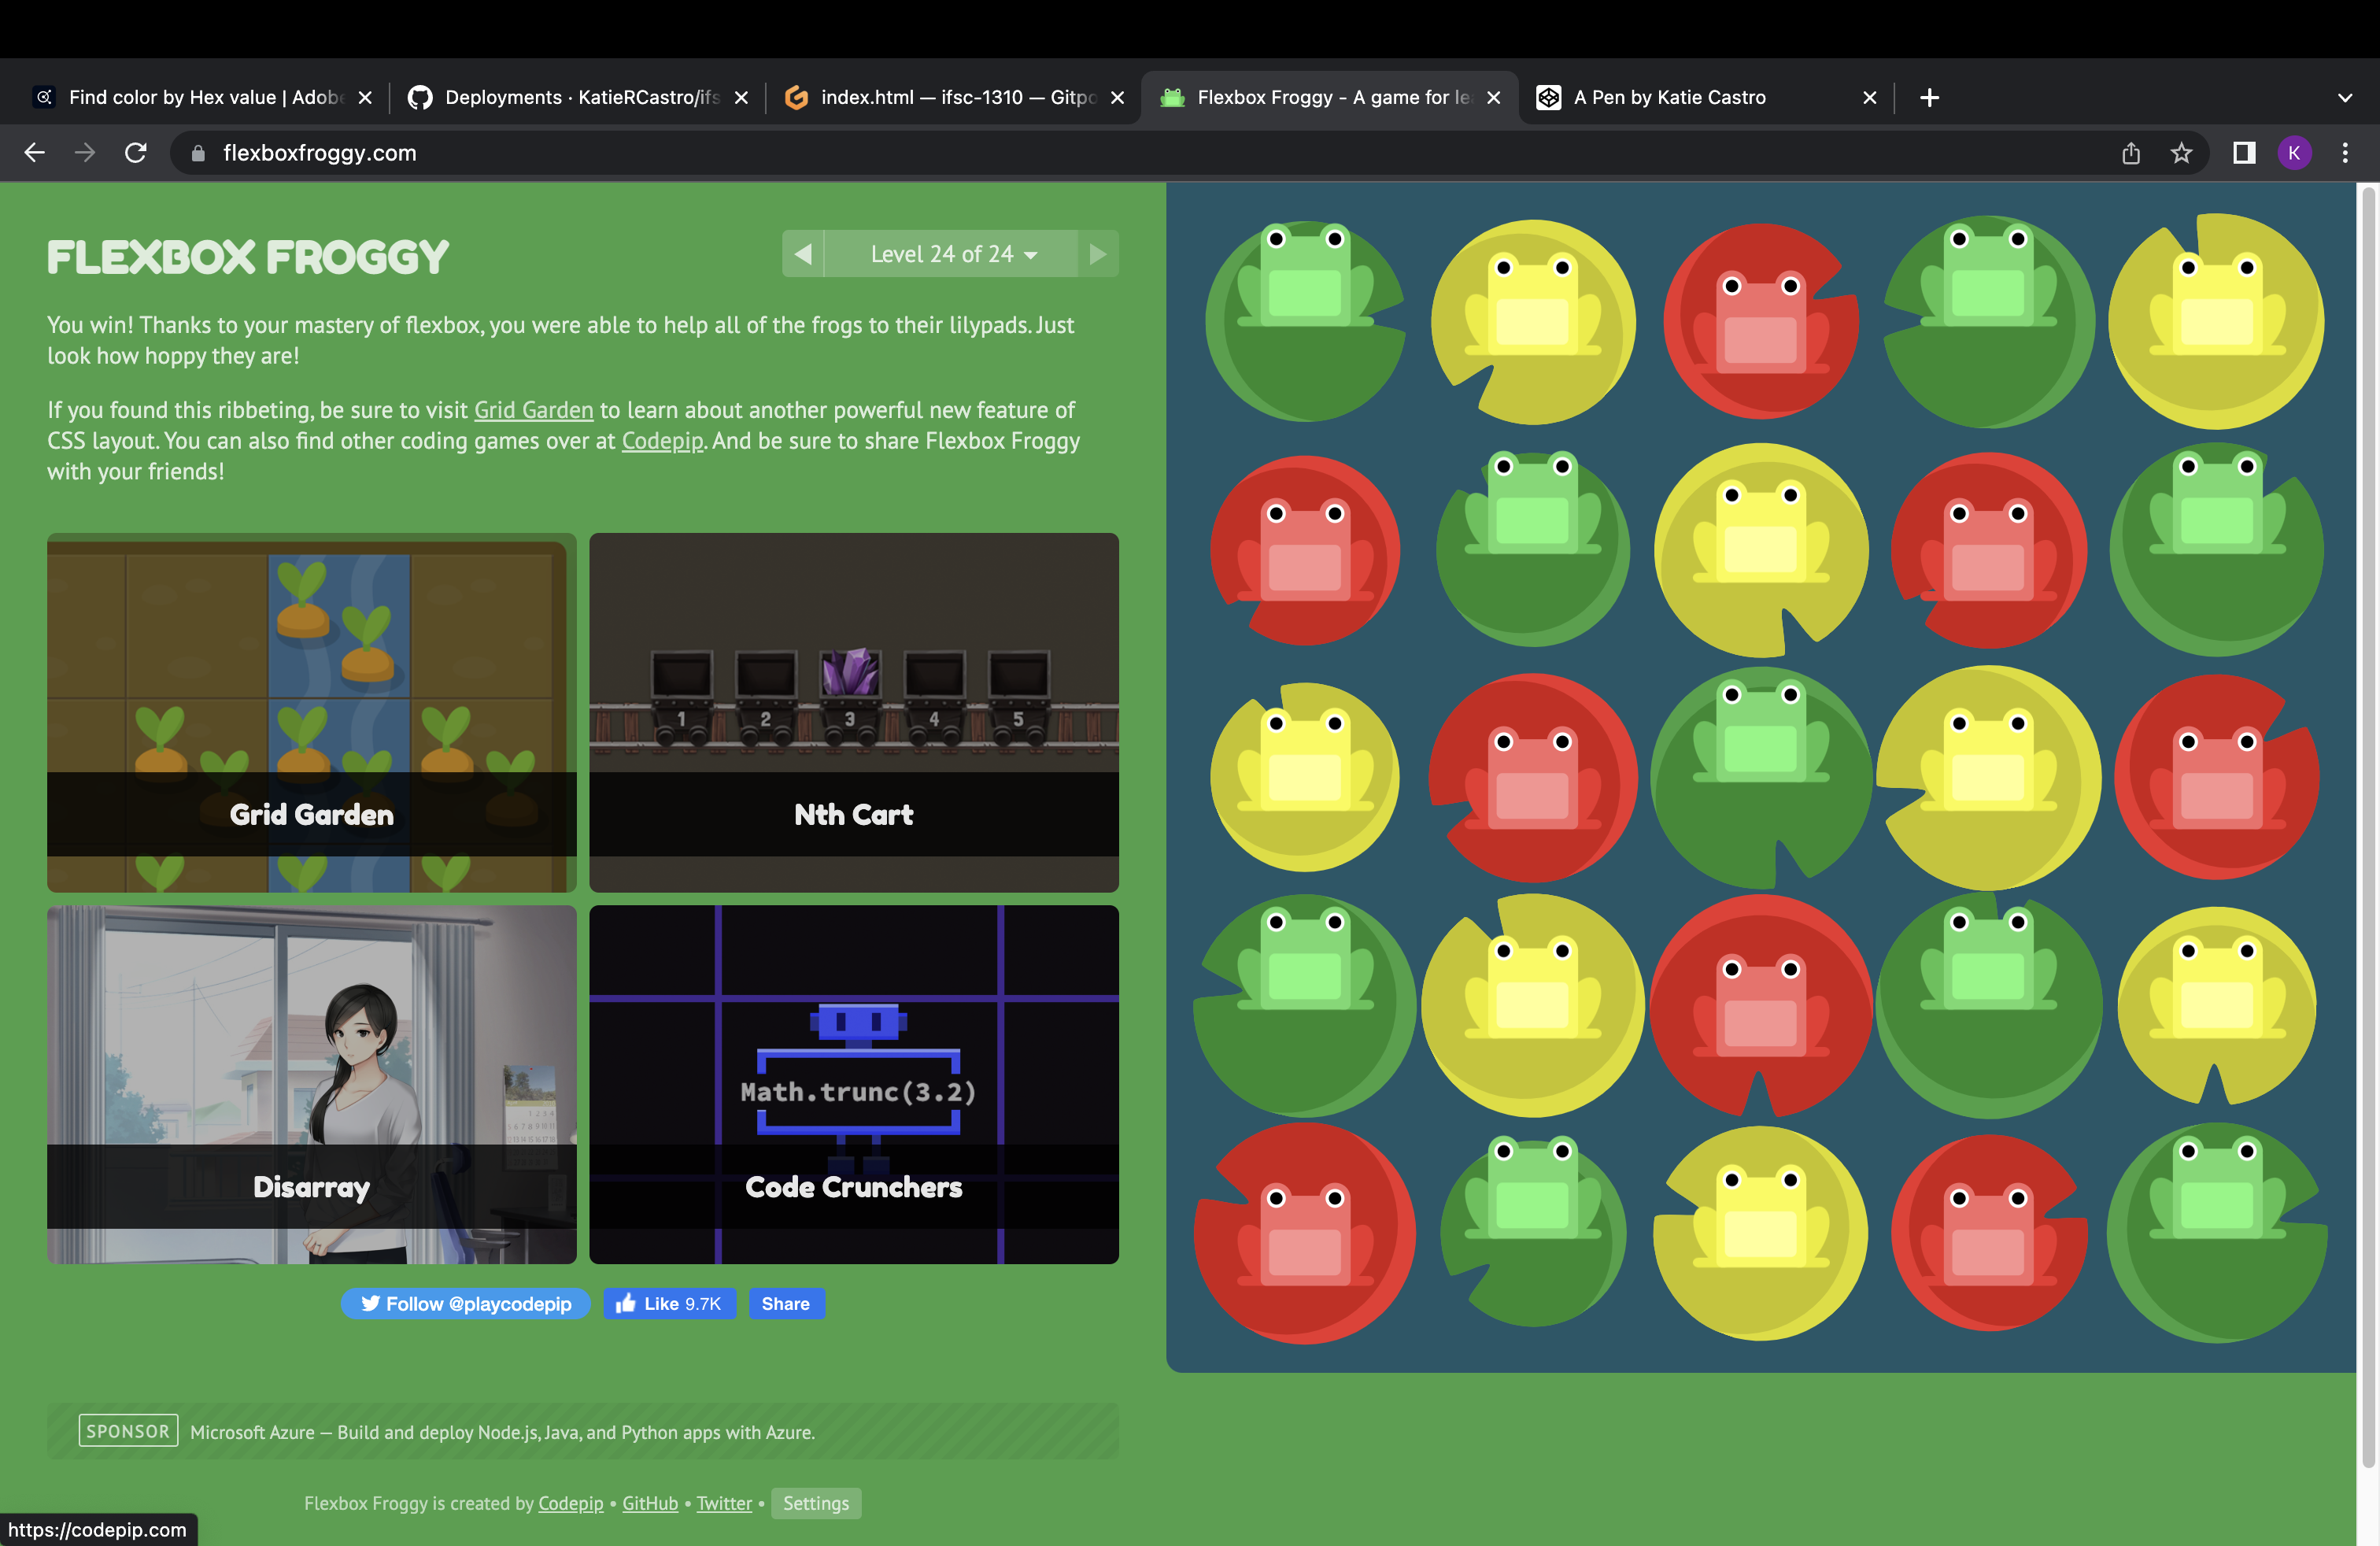 Find color by Hex value | Adobe
Deployments · KatieRCastro/ifs
index.html — ifsc-1310 — Gitpo
Flexbox Froggy - A game for le
A Pen by Katie Castro
flexboxfroggy.com
K
FLEXBOX FROGGY
Level 24 of 24
You win! Thanks to your mastery of flexbox, you were able to help all of the frogs to their lilypads. Just
look how hoppy they are!
If you found this ribbeting, be sure to visit Grid Garden to learn about another powerful new feature of
CSS layout. You can also find other coding games over at Codepip. And be sure to share Flexbox Froggy
with your friends!
1 2 3 4 5
Grid Garden
Nth Cart
Math.trunc(3.2)
Disarray
Code Crunchers
Follow @playcodepip
Like 9.7K
Share
SPONSOR Microsoft Azure — Build and deploy Node.js, Java, and Python apps with Azure.
Flexbox Froggy is created by Codepip • GitHub • Twitter • Settings
https://codepip.com